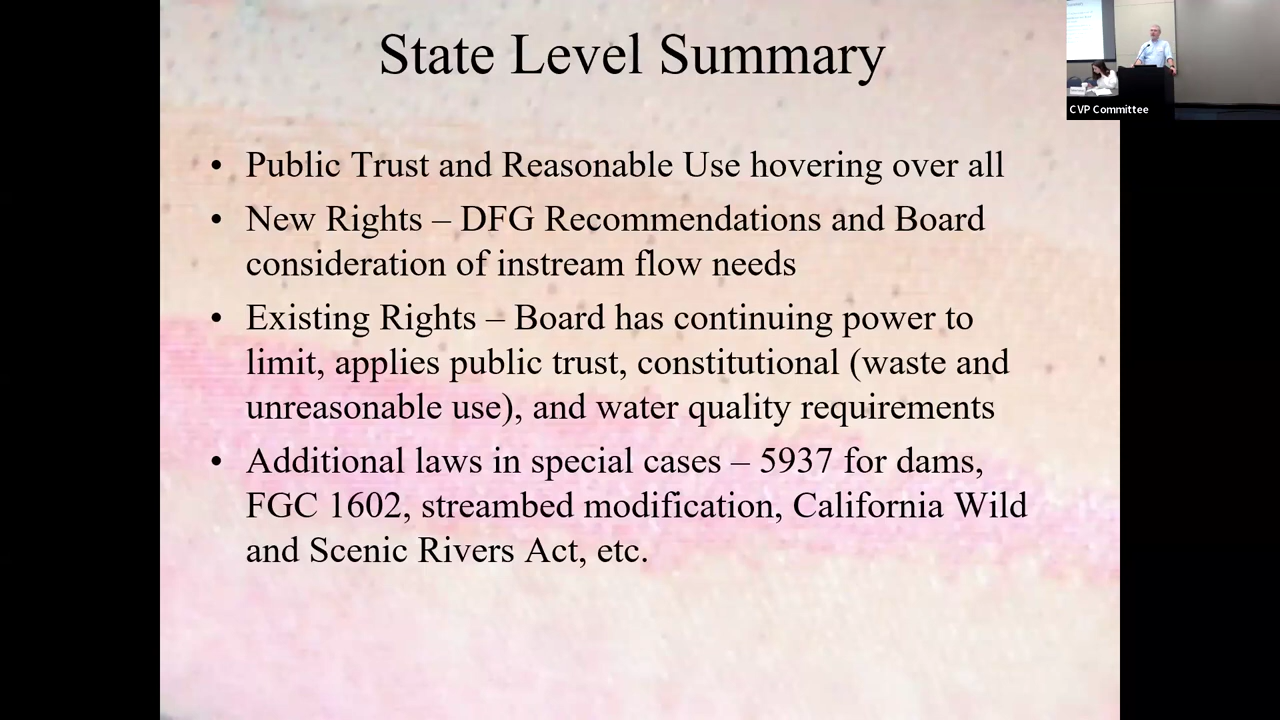 State Level Summary
CVP Committee
• Public Trust and Reasonable Use hovering over all
• New Rights – DFG Recommendations and Board
consideration of instream flow needs
• Existing Rights – Board has continuing power to
limit, applies public trust, constitutional (waste and
unreasonable use), and water quality requirements
• Additional laws in special cases – 5937 for dams,
FGC 1602, streambed modification, California Wild
and Scenic Rivers Act, etc.